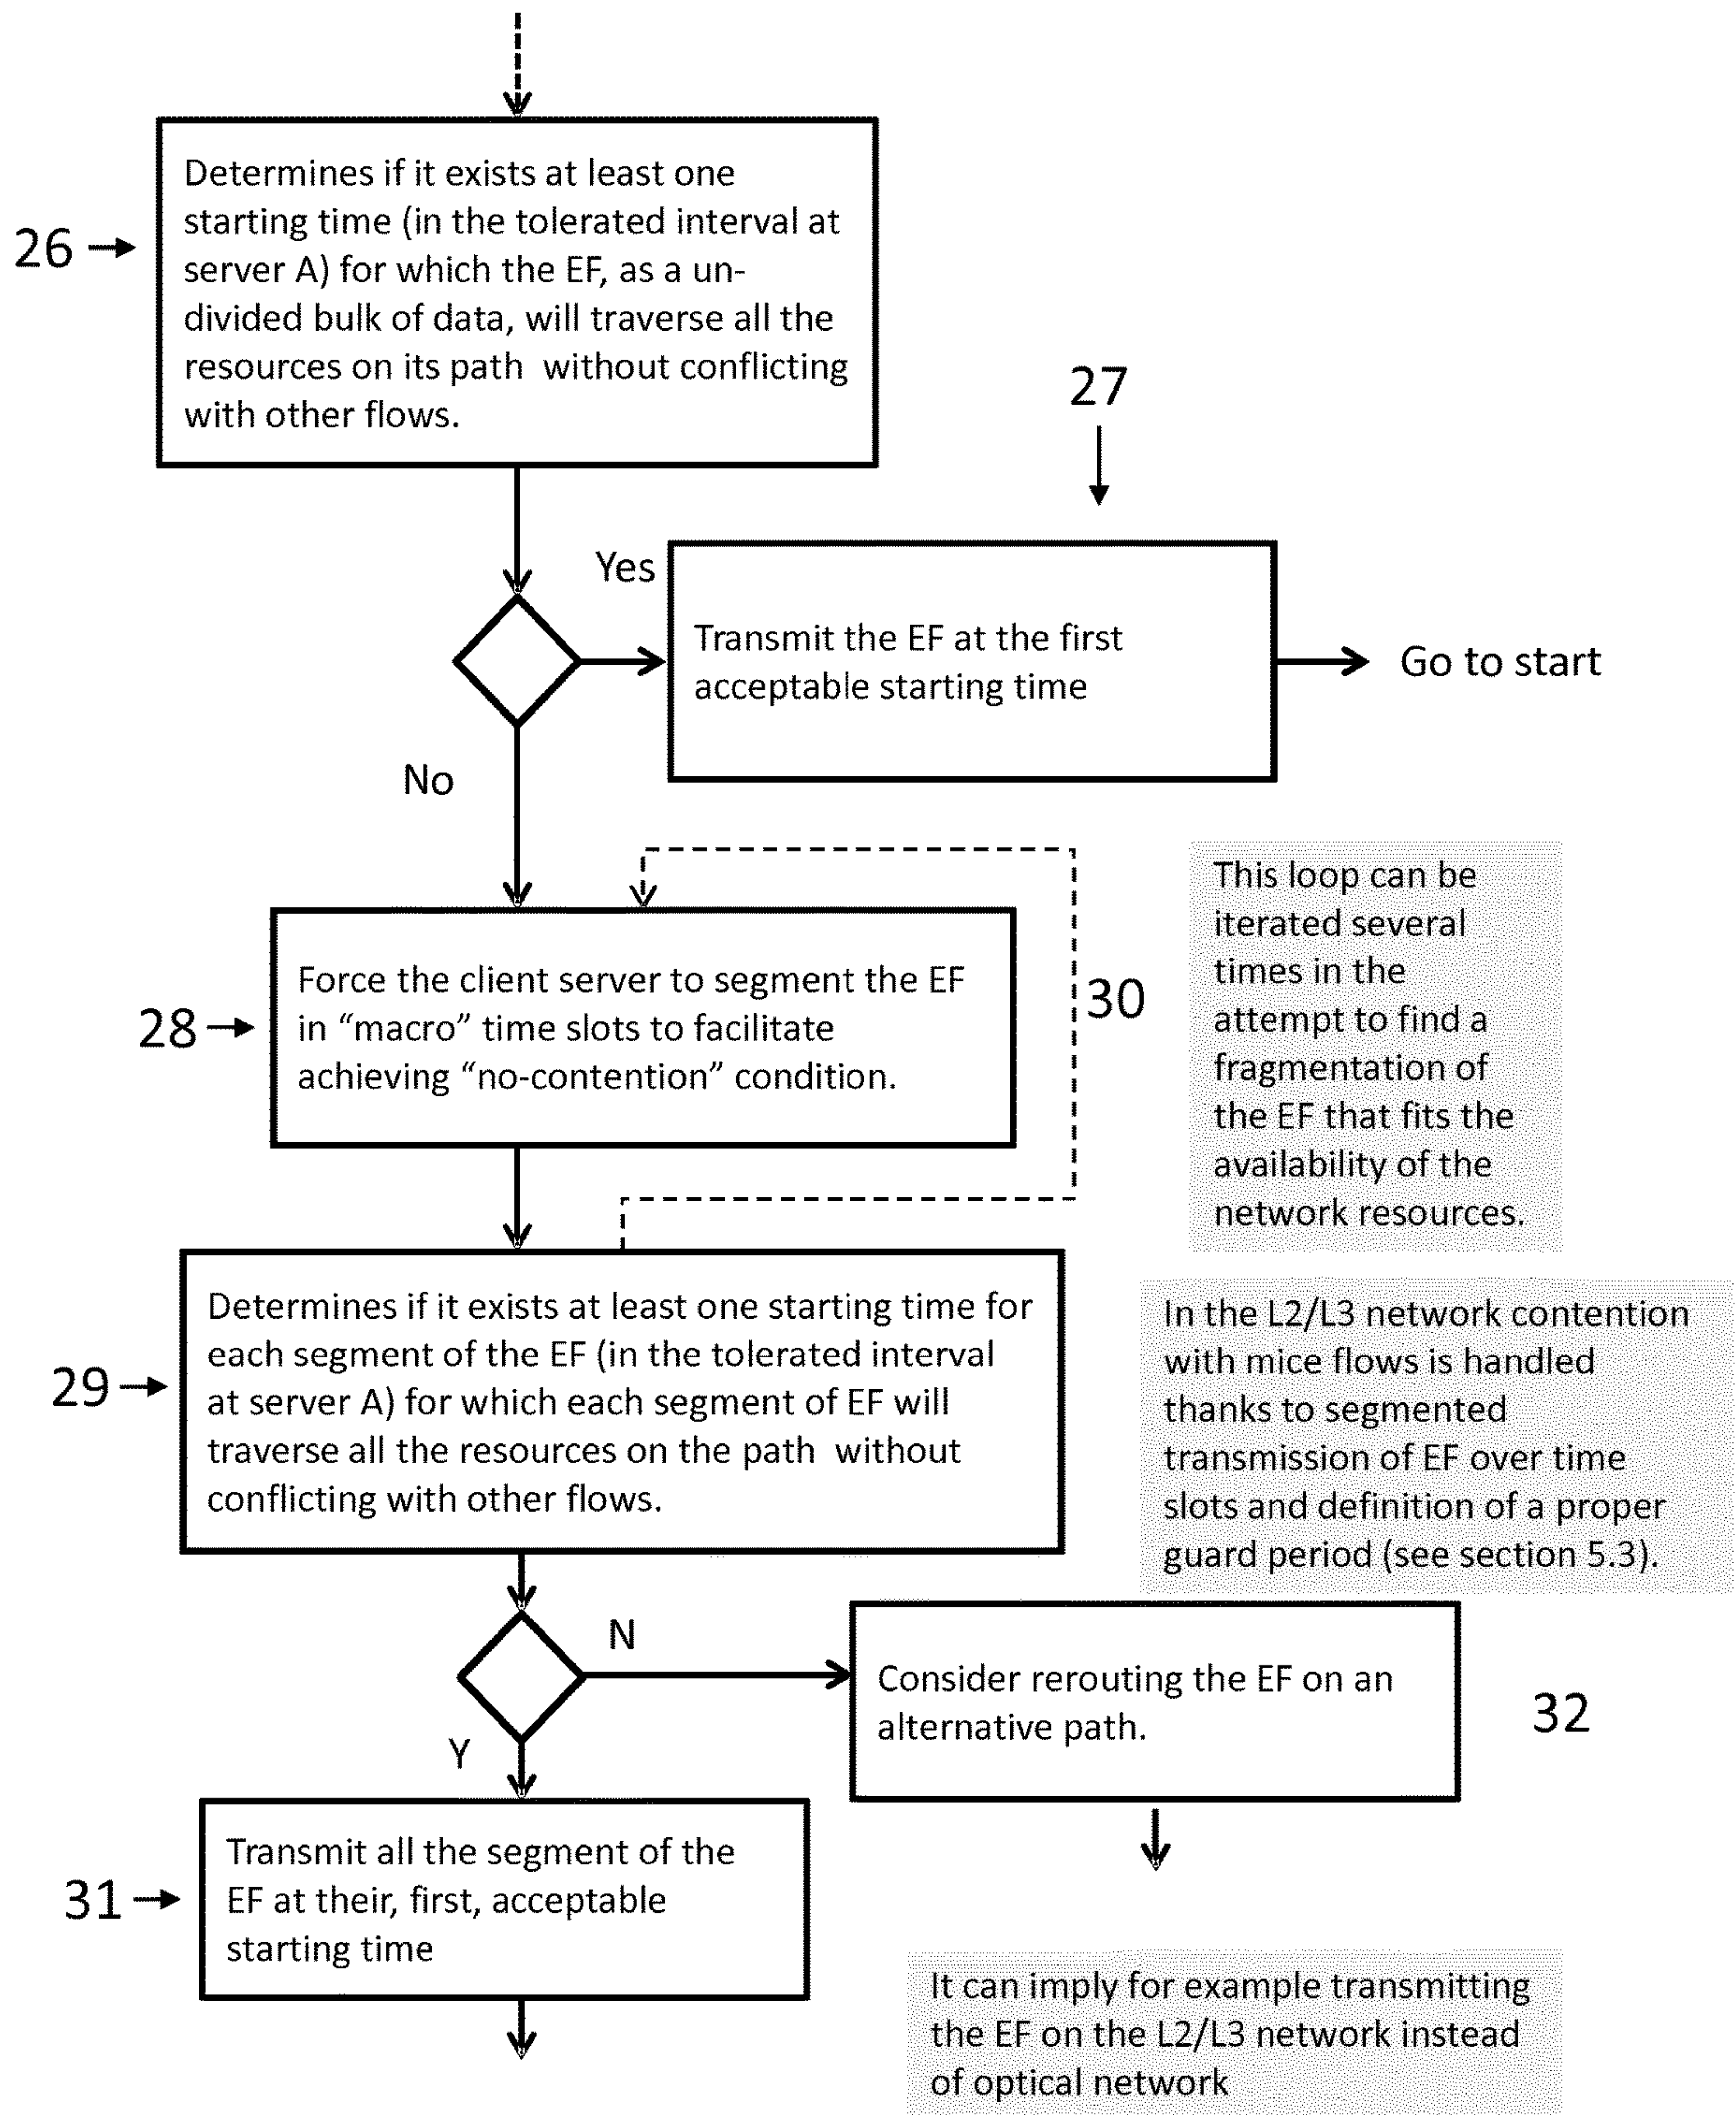 Determines if it exists at least one
starting time (in the tolerated interval at
server A) for which the EF, as a un-
divided bulk of data, will traverse all the
resources on its path  without conflicting
with other flows.
26
27
Yes
Transmit the EF at the first
acceptable starting time
Go to start
No
This loop can be
iterated several
times in the
attempt to find a
fragmentation of
the EF that fits the
availability of the
network resources.
28
Force the client server to segment the EF
in “macro” time slots to facilitate
achieving “no-contention” condition.
30
29
Determines if it exists at least one starting time for
each segment of the EF (in the tolerated interval
at server A) for which each segment of EF will
traverse all the resources on the path  without
conflicting with other flows.
In the L2/L3 network contention
with mice flows is handled
thanks to segmented
transmission of EF over time
slots and definition of a proper
guard period (see section 5.3).
N
Consider rerouting the EF on an
alternative path.
32
Y
31
Transmit all the segment of the
EF at their, first, acceptable
starting time
It can imply for example transmitting
the EF on the L2/L3 network instead
of optical network